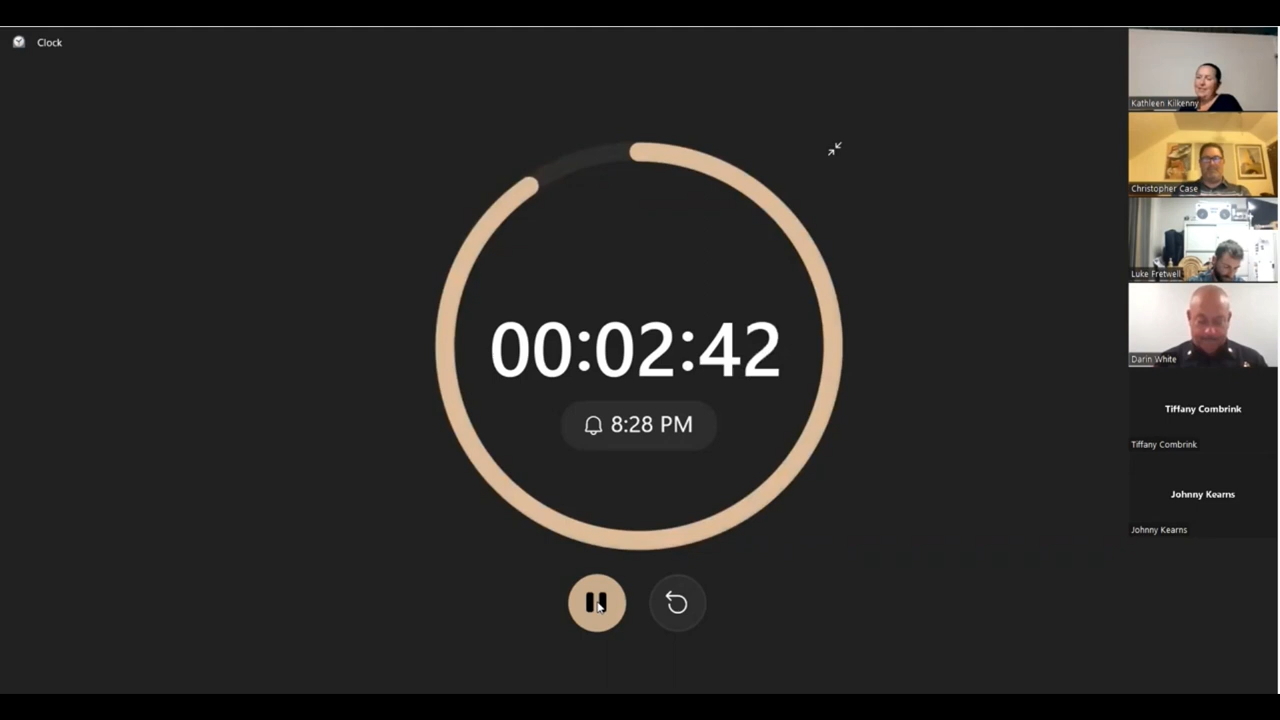 Clock
00:02:42
8:28 PM
Kathleen Kilkenny
Christopher Case
Luke Fretwell
Darin White
Tiffany Combrink
Tiffany Combrink
Johnny Kearns
Johnny Kearns